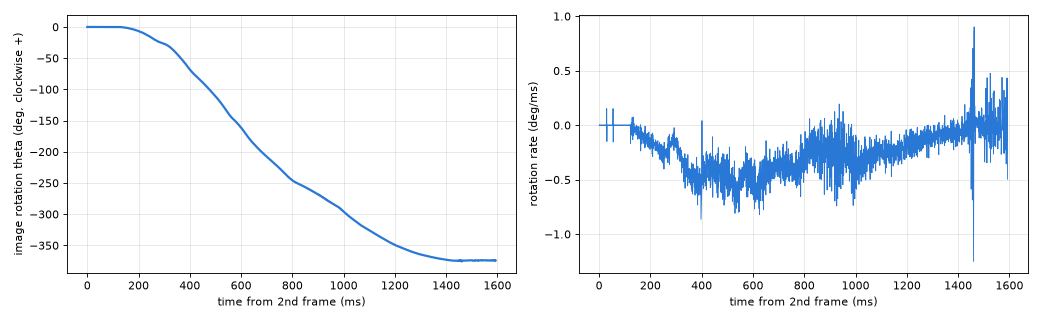 image rotation theta (deg, clockwise +)
0
−50
−100
−150
−200
−250
−300
−350
0 200 400 600 800 1000 1200 1400 1600
time from 2nd frame (ms)
rotation rate (deg/ms)
1.0
0.5
0.0
−0.5
−1.0
0 200 400 600 800 1000 1200 1400 1600
time from 2nd frame (ms)